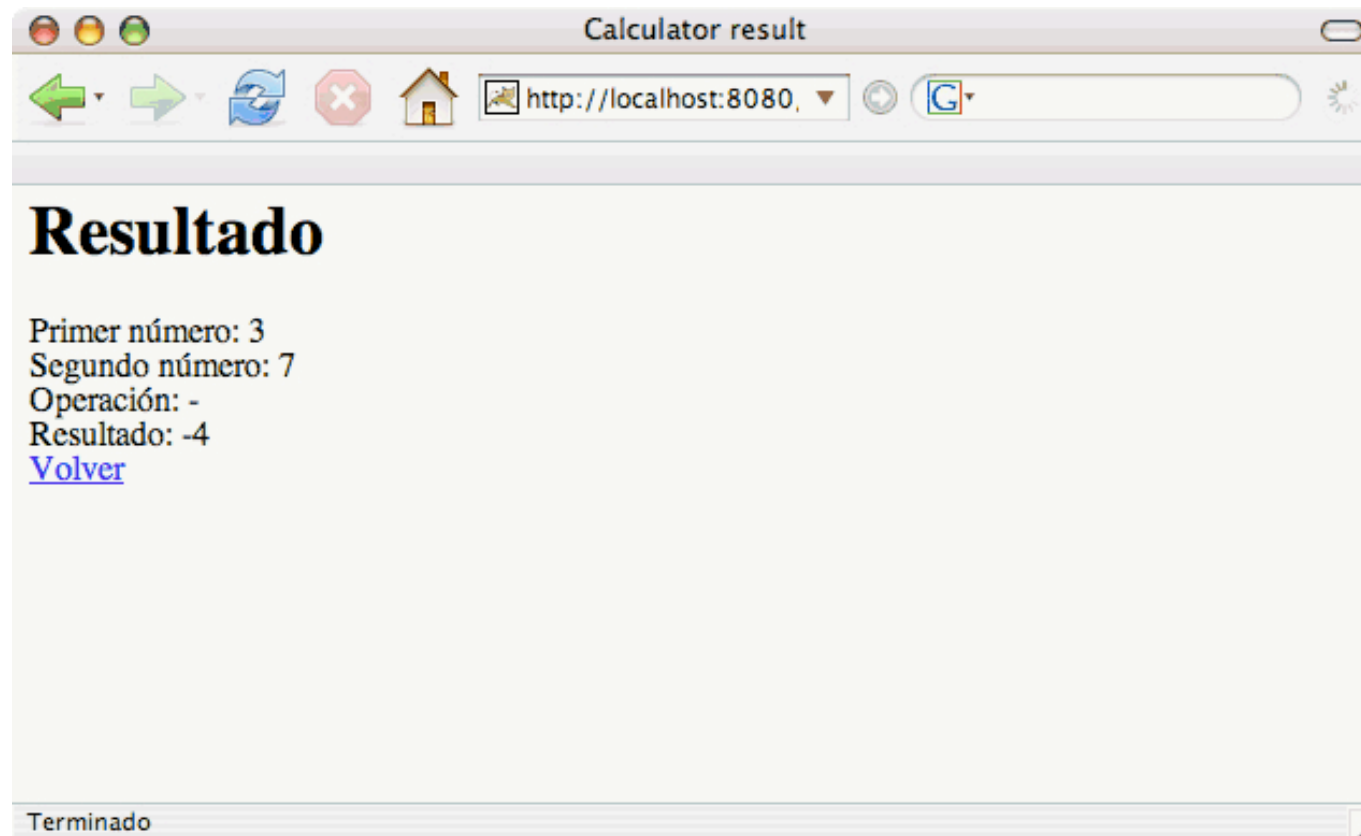 Calculator result
http://localhost:8080,
G
Resultado
Primer número: 3
Segundo número: 7
Operación: -
Resultado: -4
Volver
Terminado